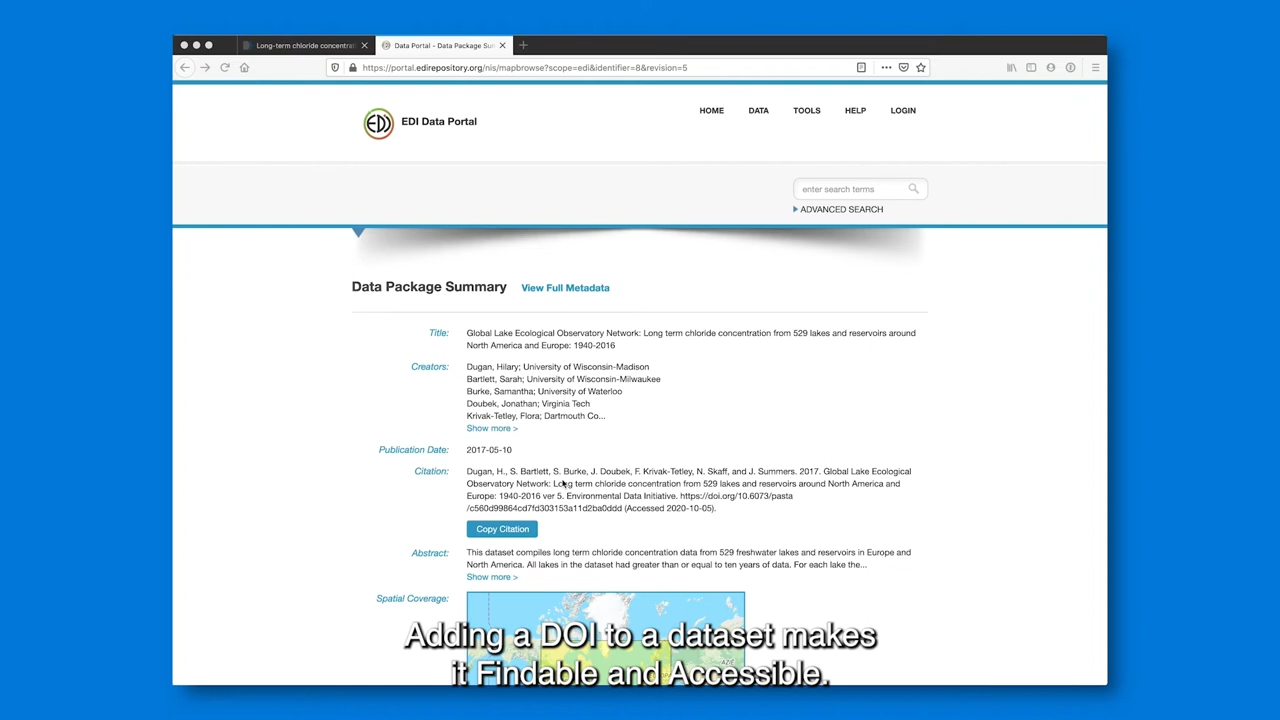 Long-term chloride concentrat
Data Portal - Data Package Sum
https://portal.edirepository.org/nis/mapbrowse?scope=edi&identifier=8&revision=5
EDI Data Portal
HOME DATA TOOLS HELP LOGIN
enter search terms
ADVANCED SEARCH
Data Package Summary View Full Metadata
Title: Global Lake Ecological Observatory Network: Long term chloride concentration from 529 lakes and reservoirs around
North America and Europe: 1940-2016
Creators: Dugan, Hilary; University of Wisconsin-Madison
Bartlett, Sarah; University of Wisconsin-Milwaukee
Burke, Samantha; University of Waterloo
Doubek, Jonathan; Virginia Tech
Krivak-Tetley, Flora; Dartmouth Co...
Show more >
Publication Date: 2017-05-10
Citation: Dugan, H., S. Bartlett, S. Burke, J. Doubek, F. Krivak-Tetley, N. Skaff, and J. Summers. 2017. Global Lake Ecological
Observatory Network: Long term chloride concentration from 529 lakes and reservoirs around North America and
Europe: 1940-2016 ver 5. Environmental Data Initiative. https://doi.org/10.6073/pasta
/c560d99864cd7fd303153a11d2ba0ddd (Accessed 2020-10-05).
Copy Citation
Abstract: This dataset compiles long term chloride concentration data from 529 freshwater lakes and reservoirs in Europe and
North America. All lakes in the dataset had greater than or equal to ten years of data. For each lake the...
Show more >
Spatial Coverage:
Adding a DOI to a dataset makes
it Findable and Accessible.